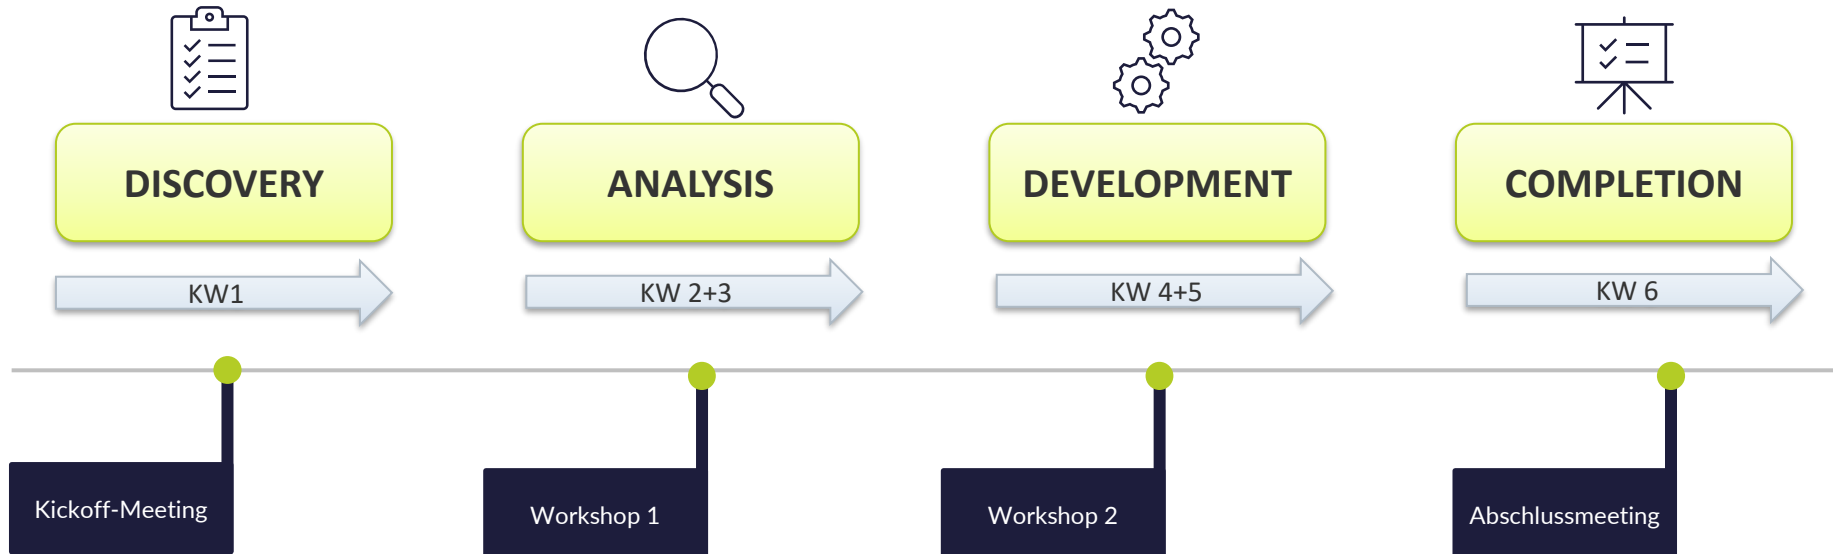 DISCOVERY
ANALYSIS
DEVELOPMENT
COMPLETION
KW1
KW 2+3
KW 4+5
KW 6
Kickoff-Meeting
Workshop 1
Workshop 2
Abschlussmeeting